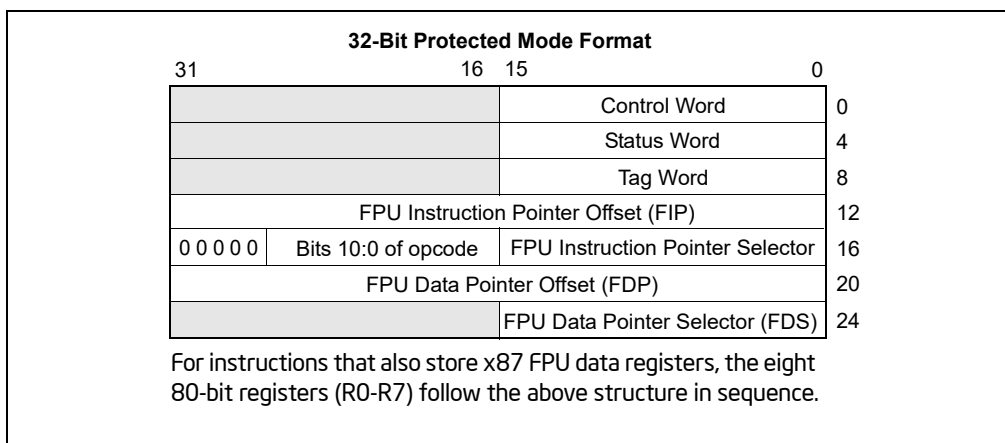 32-Bit Protected Mode Format
31 16 15 0
Control Word 0
Status Word 4
Tag Word 8
FPU Instruction Pointer Offset (FIP) 12
0 0 0 0 0 Bits 10:0 of opcode FPU Instruction Pointer Selector 16
FPU Data Pointer Offset (FDP) 20
FPU Data Pointer Selector (FDS) 24
For instructions that also store x87 FPU data registers, the eight
80-bit registers (R0-R7) follow the above structure in sequence.